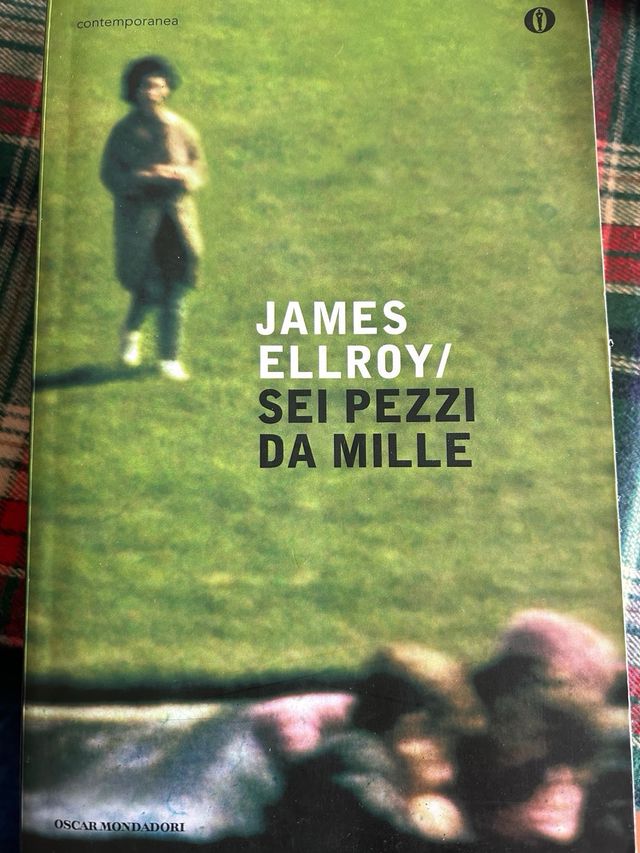 contemporanea
JAMES
ELLROY/
SEI PEZZI
DA MILLE
OSCAR MONDADORI